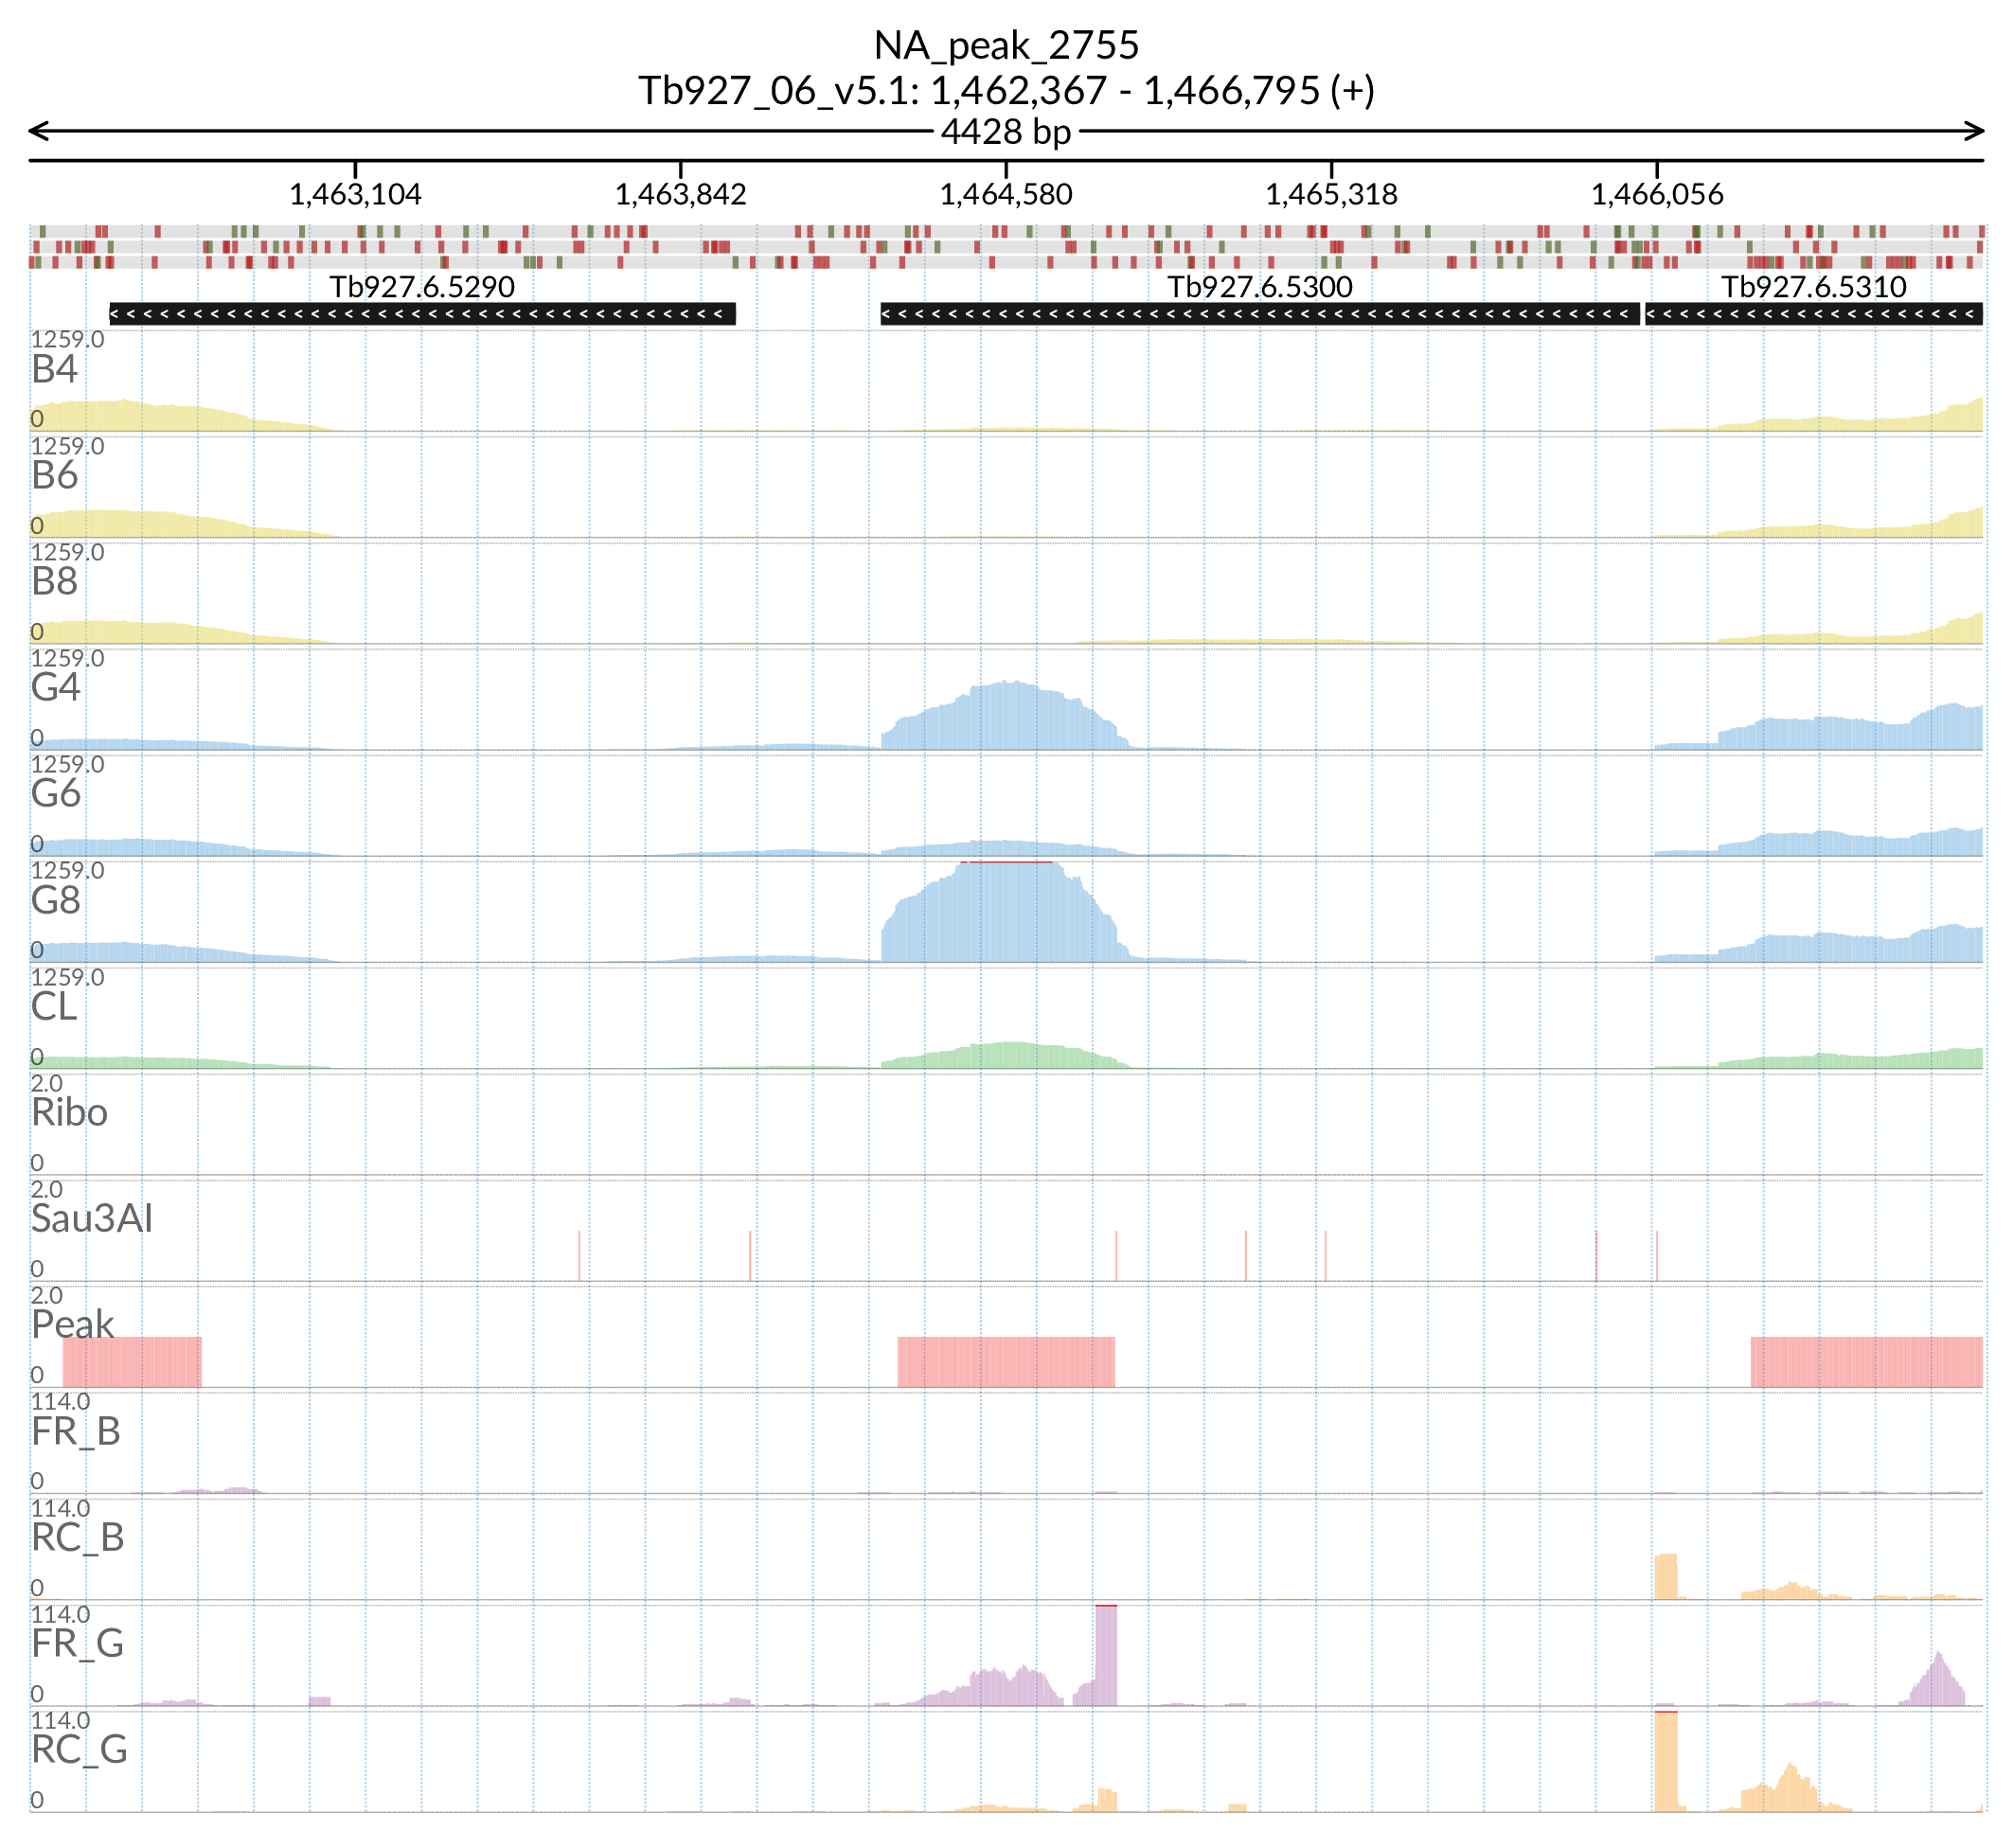 NA_peak_2755
Tb927_06_v5.1: 1,462,367 - 1,466,795 (+)
4428 bp
1,463,104 1,463,842 1,464,580 1,465,318 1,466,056
Tb927.6.5290 Tb927.6.5300 Tb927.6.5310
1259.0
B4
0
1259.0
B6
0
1259.0
B8
0
1259.0
G4
0
1259.0
G6
0
1259.0
G8
0
1259.0
CL
0
2.0
Ribo
0
2.0
Sau3AI
0
2.0
Peak
0
114.0
FR_B
0
114.0
RC_B
0
114.0
FR_G
0
114.0
RC_G
0